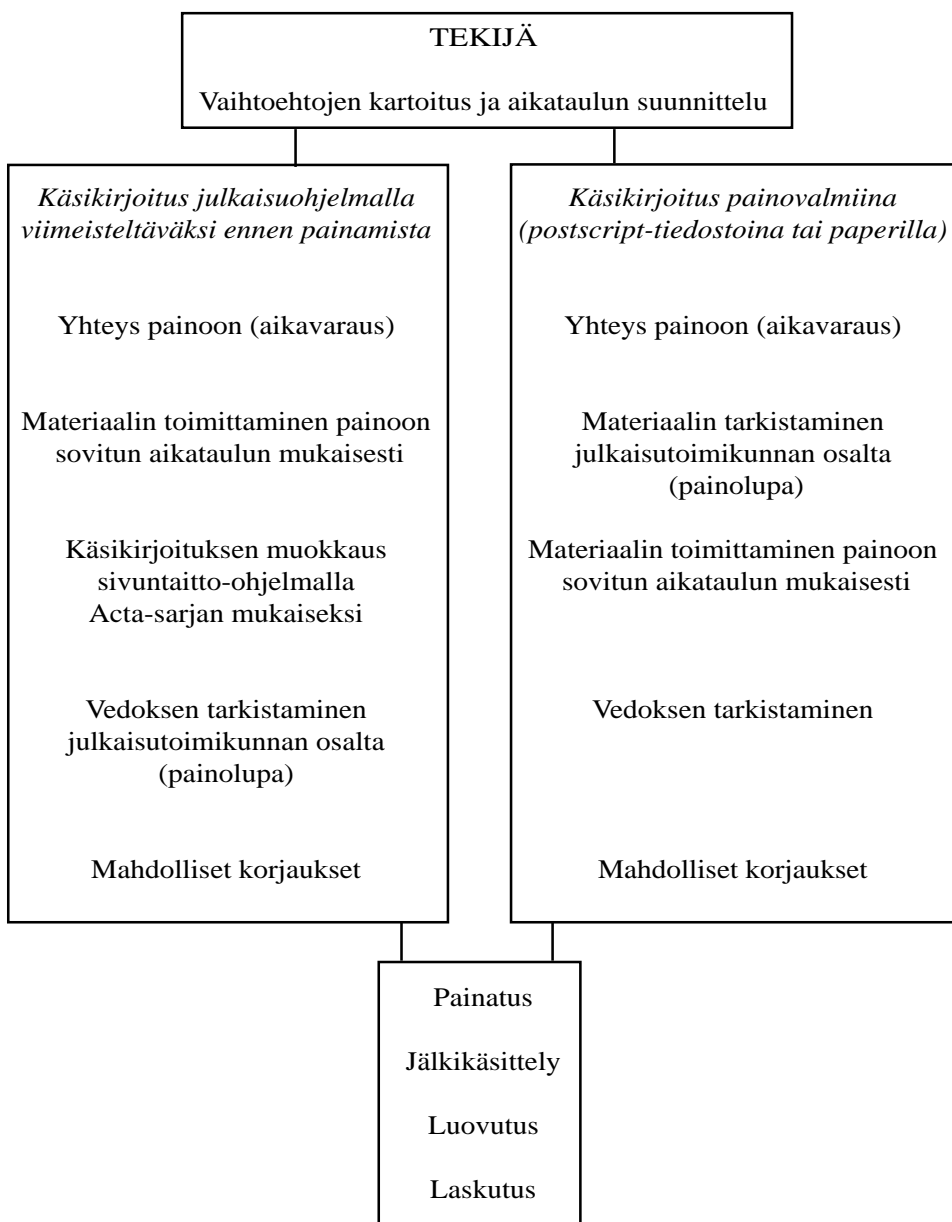 TEKIJÄ
Vaihtoehtojen kartoitus ja aikataulun suunnittelu
Käsikirjoitus julkaisuohjelmalla
viimeisteltäväksi ennen painamista
Yhteys painoon (aikavaraus)
Materiaalin toimittaminen painoon
sovitun aikataulun mukaisesti
Käsikirjoituksen muokkaus
sivuntaitto-ohjelmalla
Acta-sarjan mukaiseksi
Vedoksen tarkistaminen
julkaisutoimikunnan osalta
(painolupa)
Mahdolliset korjaukset
Käsikirjoitus painovalmiina
(postscript-tiedostoina tai paperilla)
Yhteys painoon (aikavaraus)
Materiaalin tarkistaminen
julkaisutoimikunnan osalta
(painolupa)
Materiaalin toimittaminen painoon
sovitun aikataulun mukaisesti
Vedoksen tarkistaminen
Mahdolliset korjaukset
Painatus
Jälkikäsittely
Luovutus
Laskutus